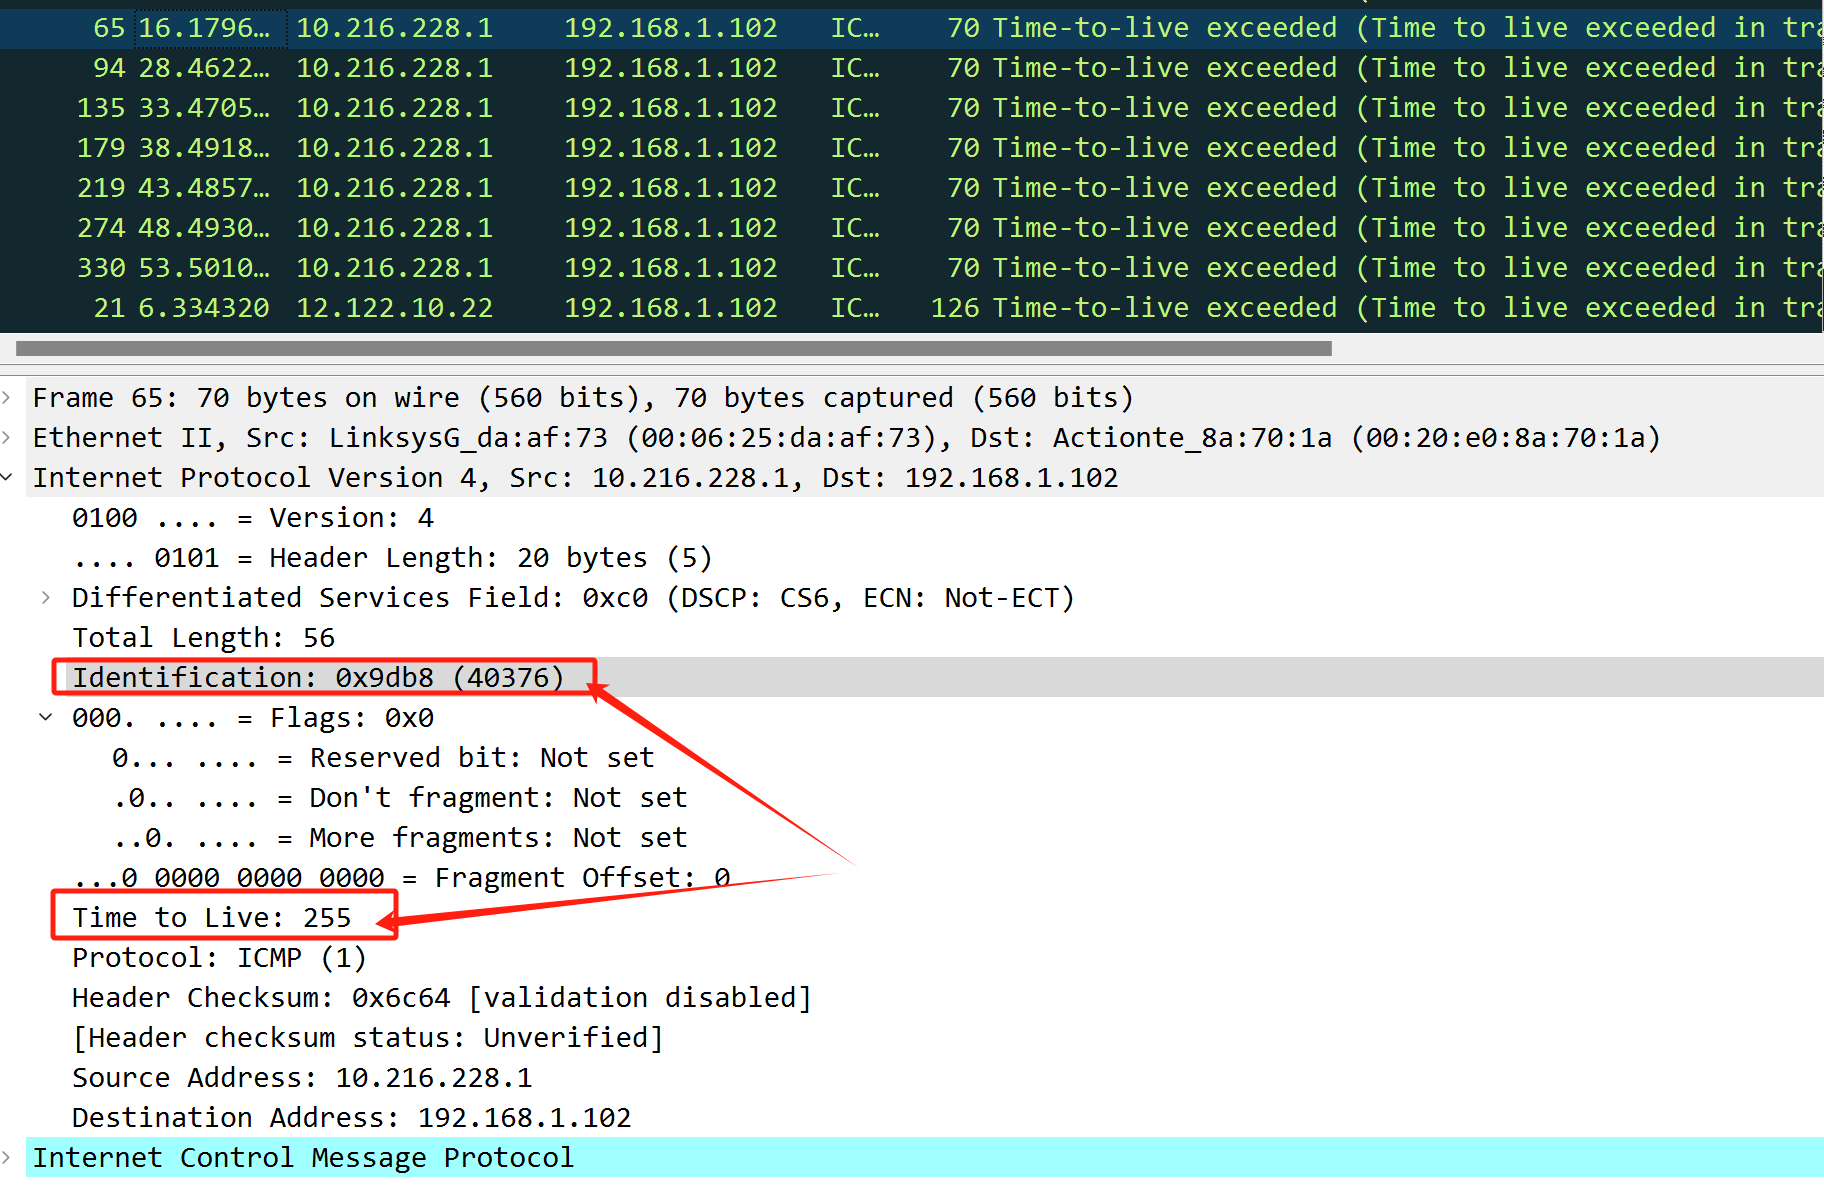 65 16.1796… 10.216.228.1 192.168.1.102 IC… 70 Time-to-live exceeded (Time to live exceeded in tra
94 28.4622… 10.216.228.1 192.168.1.102 IC… 70 Time-to-live exceeded (Time to live exceeded in tra
135 33.4705… 10.216.228.1 192.168.1.102 IC… 70 Time-to-live exceeded (Time to live exceeded in tra
179 38.4918… 10.216.228.1 192.168.1.102 IC… 70 Time-to-live exceeded (Time to live exceeded in tra
219 43.4857… 10.216.228.1 192.168.1.102 IC… 70 Time-to-live exceeded (Time to live exceeded in tra
274 48.4930… 10.216.228.1 192.168.1.102 IC… 70 Time-to-live exceeded (Time to live exceeded in tra
330 53.5010… 10.216.228.1 192.168.1.102 IC… 70 Time-to-live exceeded (Time to live exceeded in tra
21 6.334320 12.122.10.22 192.168.1.102 IC… 126 Time-to-live exceeded (Time to live exceeded in tra
Frame 65: 70 bytes on wire (560 bits), 70 bytes captured (560 bits)
Ethernet II, Src: LinksysG_da:af:73 (00:06:25:da:af:73), Dst: Actionte_8a:70:1a (00:20:e0:8a:70:1a)
Internet Protocol Version 4, Src: 10.216.228.1, Dst: 192.168.1.102
0100 .... = Version: 4
.... 0101 = Header Length: 20 bytes (5)
Differentiated Services Field: 0xc0 (DSCP: CS6, ECN: Not-ECT)
Total Length: 56
Identification: 0x9db8 (40376)
000. .... = Flags: 0x0
0... .... = Reserved bit: Not set
.0.. .... = Don't fragment: Not set
..0. .... = More fragments: Not set
...0 0000 0000 0000 = Fragment Offset: 0
Time to Live: 255
Protocol: ICMP (1)
Header Checksum: 0x6c64 [validation disabled]
[Header checksum status: Unverified]
Source Address: 10.216.228.1
Destination Address: 192.168.1.102
Internet Control Message Protocol